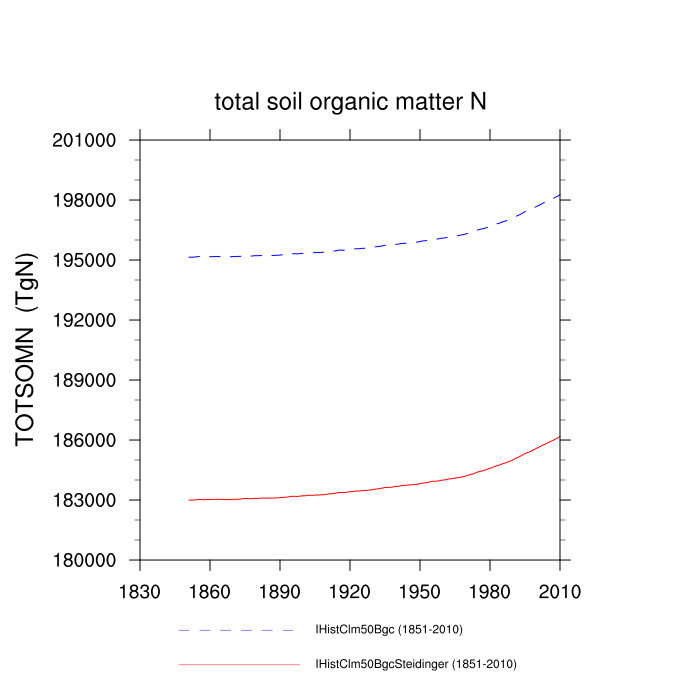 total soil organic matter N
TOTSOMN (TgN)
201000
198000
195000
192000
189000
186000
183000
180000
1830 1860 1890 1920 1950 1980 2010
IHistClm50Bgc (1851-2010)
IHistClm50BgcSteidinger (1851-2010)